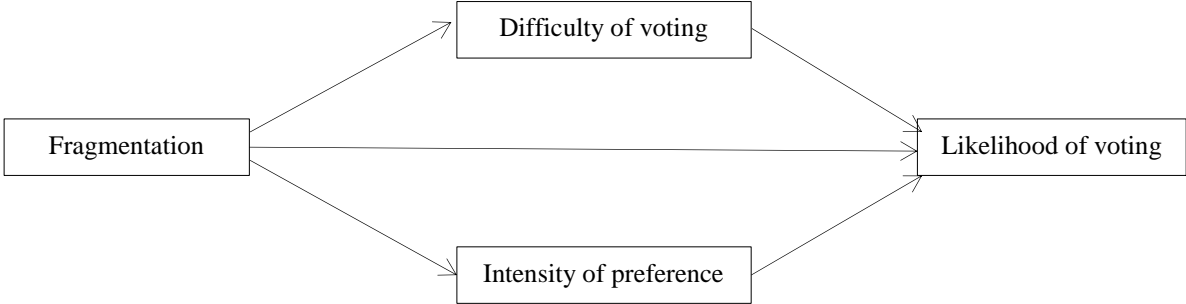 Difficulty of voting
Fragmentation
Likelihood of voting
Intensity of preference